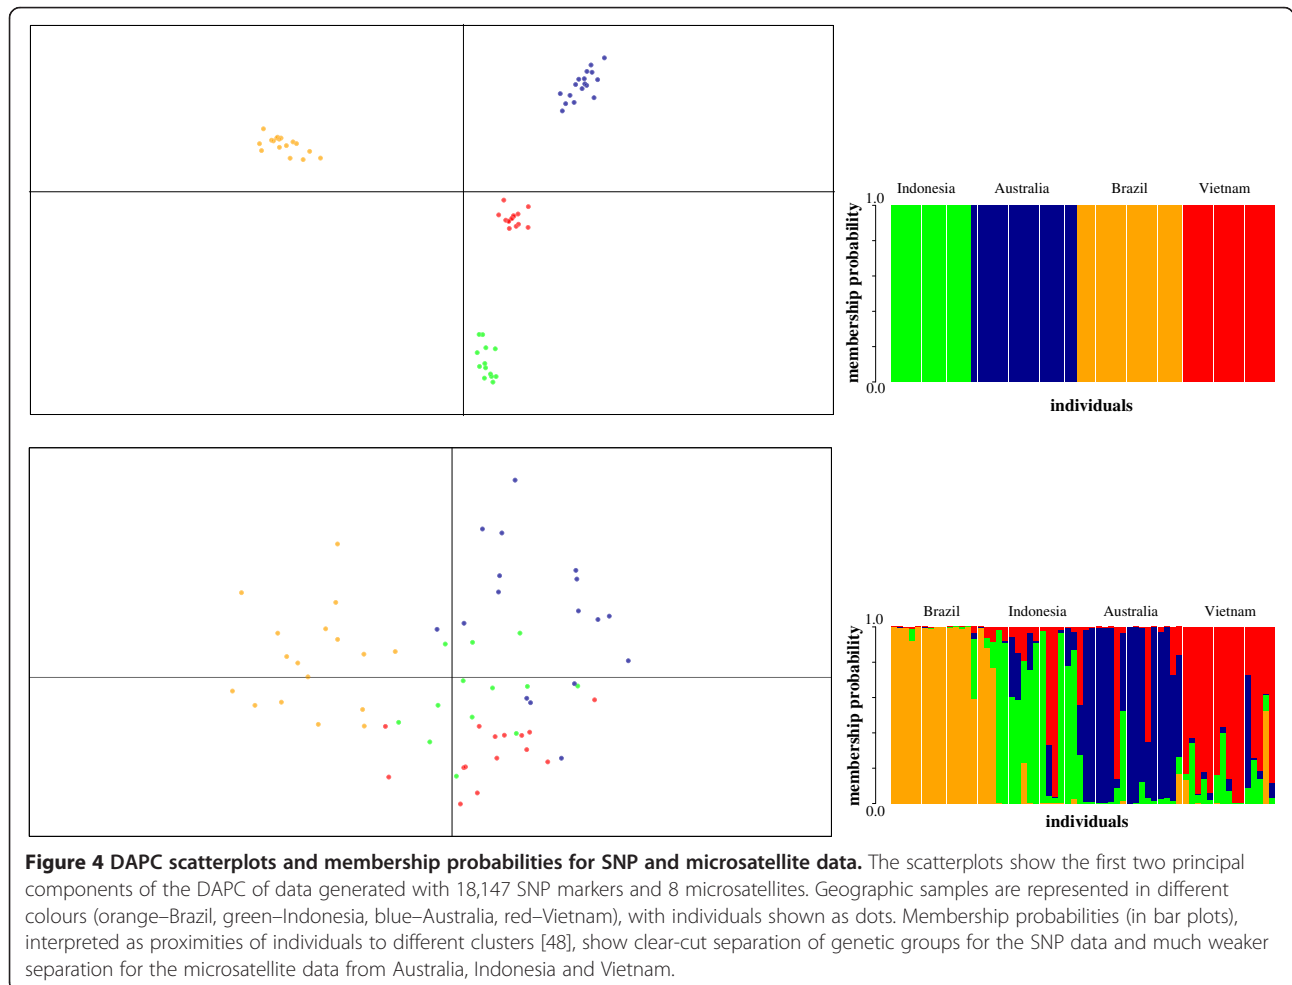 Indonesia Australia Brazil Vietnam
1.0
membership probability
0.0
individuals
Brazil Indonesia Australia Vietnam
1.0
membership probability
0.0
individuals
Figure 4 DAPC scatterplots and membership probabilities for SNP and microsatellite data. The scatterplots show the first two principal
components of the DAPC of data generated with 18,147 SNP markers and 8 microsatellites. Geographic samples are represented in different
colours (orange–Brazil, green–Indonesia, blue–Australia, red–Vietnam), with individuals shown as dots. Membership probabilities (in bar plots),
interpreted as proximities of individuals to different clusters [48], show clear-cut separation of genetic groups for the SNP data and much weaker
separation for the microsatellite data from Australia, Indonesia and Vietnam.